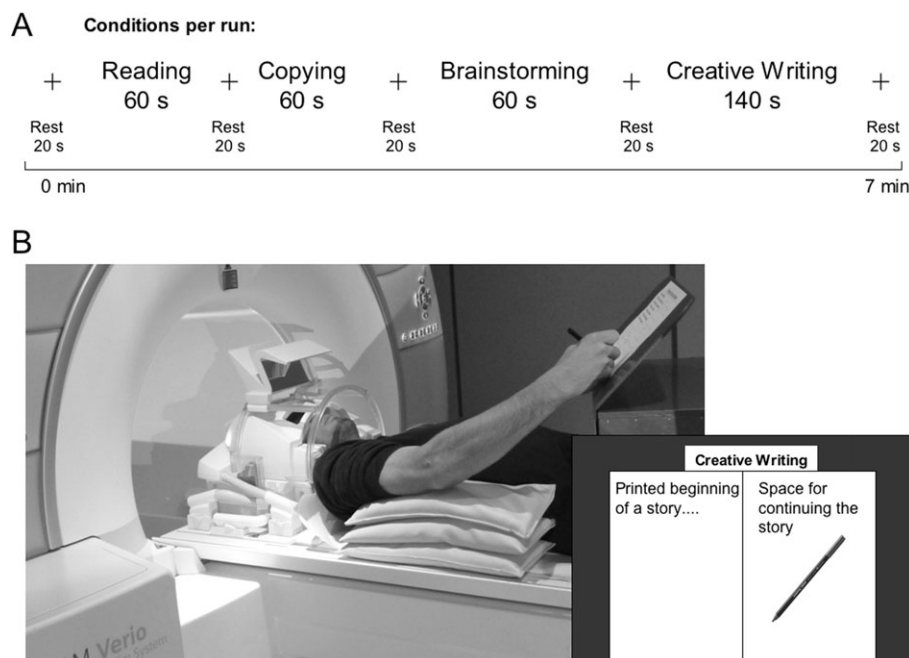 A
Conditions per run:
+ Reading + Copying + Brainstorming + Creative Writing +
60 s 60 s 60 s 140 s
Rest Rest Rest Rest Rest
20 s 20 s 20 s 20 s 20 s
0 min 7 min
B
Creative Writing
Printed beginning
of a story....
Space for
continuing the
story
Verio
System